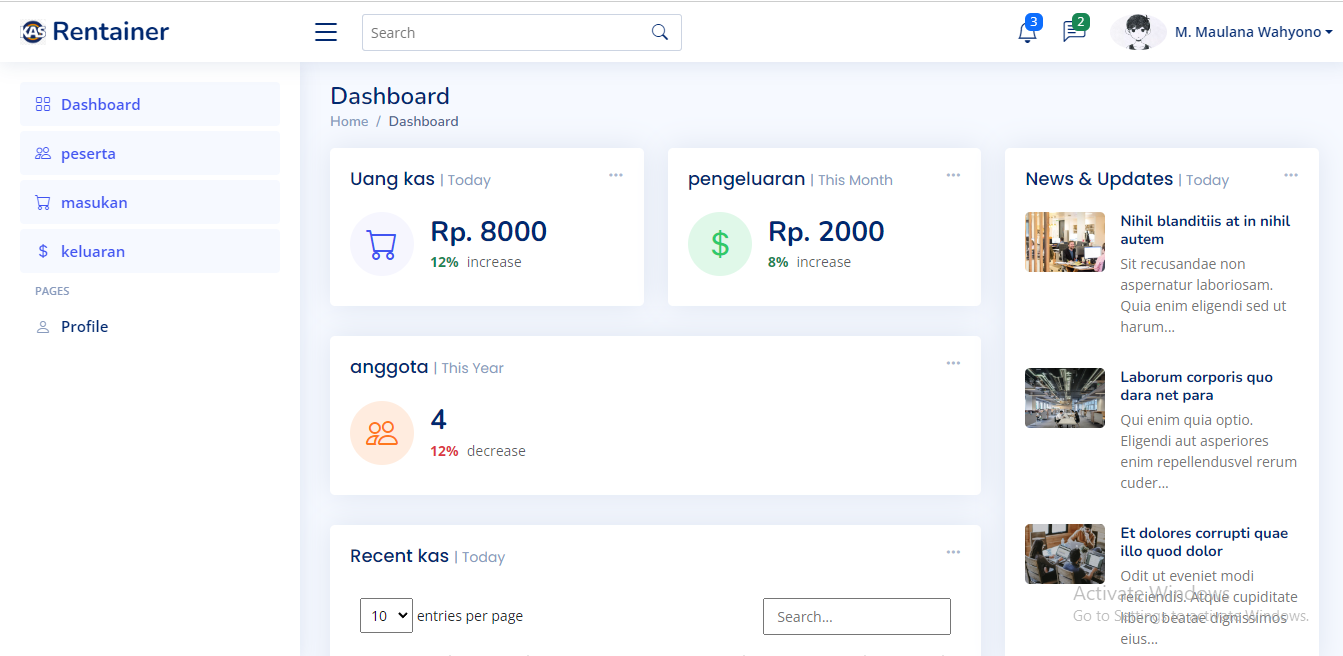 KAS Rentainer
Search
3
2
M. Maulana Wahyono
Dashboard
peserta
masukan
keluaran
PAGES
Profile
Dashboard
Home / Dashboard
Uang kas | Today
Rp. 8000
12% increase
pengeluaran | This Month
Rp. 2000
8% increase
anggota | This Year
4
12% decrease
Recent kas | Today
10 entries per page
Search...
News & Updates | Today
Nihil blanditiis at in nihil
autem
Sit recusandae non
aspernatur laboriosam.
Quia enim eligendi sed ut
harum...
Laborum corporis quo
dara net para
Qui enim quia optio.
Eligendi aut asperiores
enim repellendusvel rerum
cuder...
Et dolores corrupti quae
illo quod dolor
Odit ut eveniet modi
reiciendis. Atque cupiditate
libero beatae dignissimos
eius...
Activate Windows
Go to Settings to activate Windows.